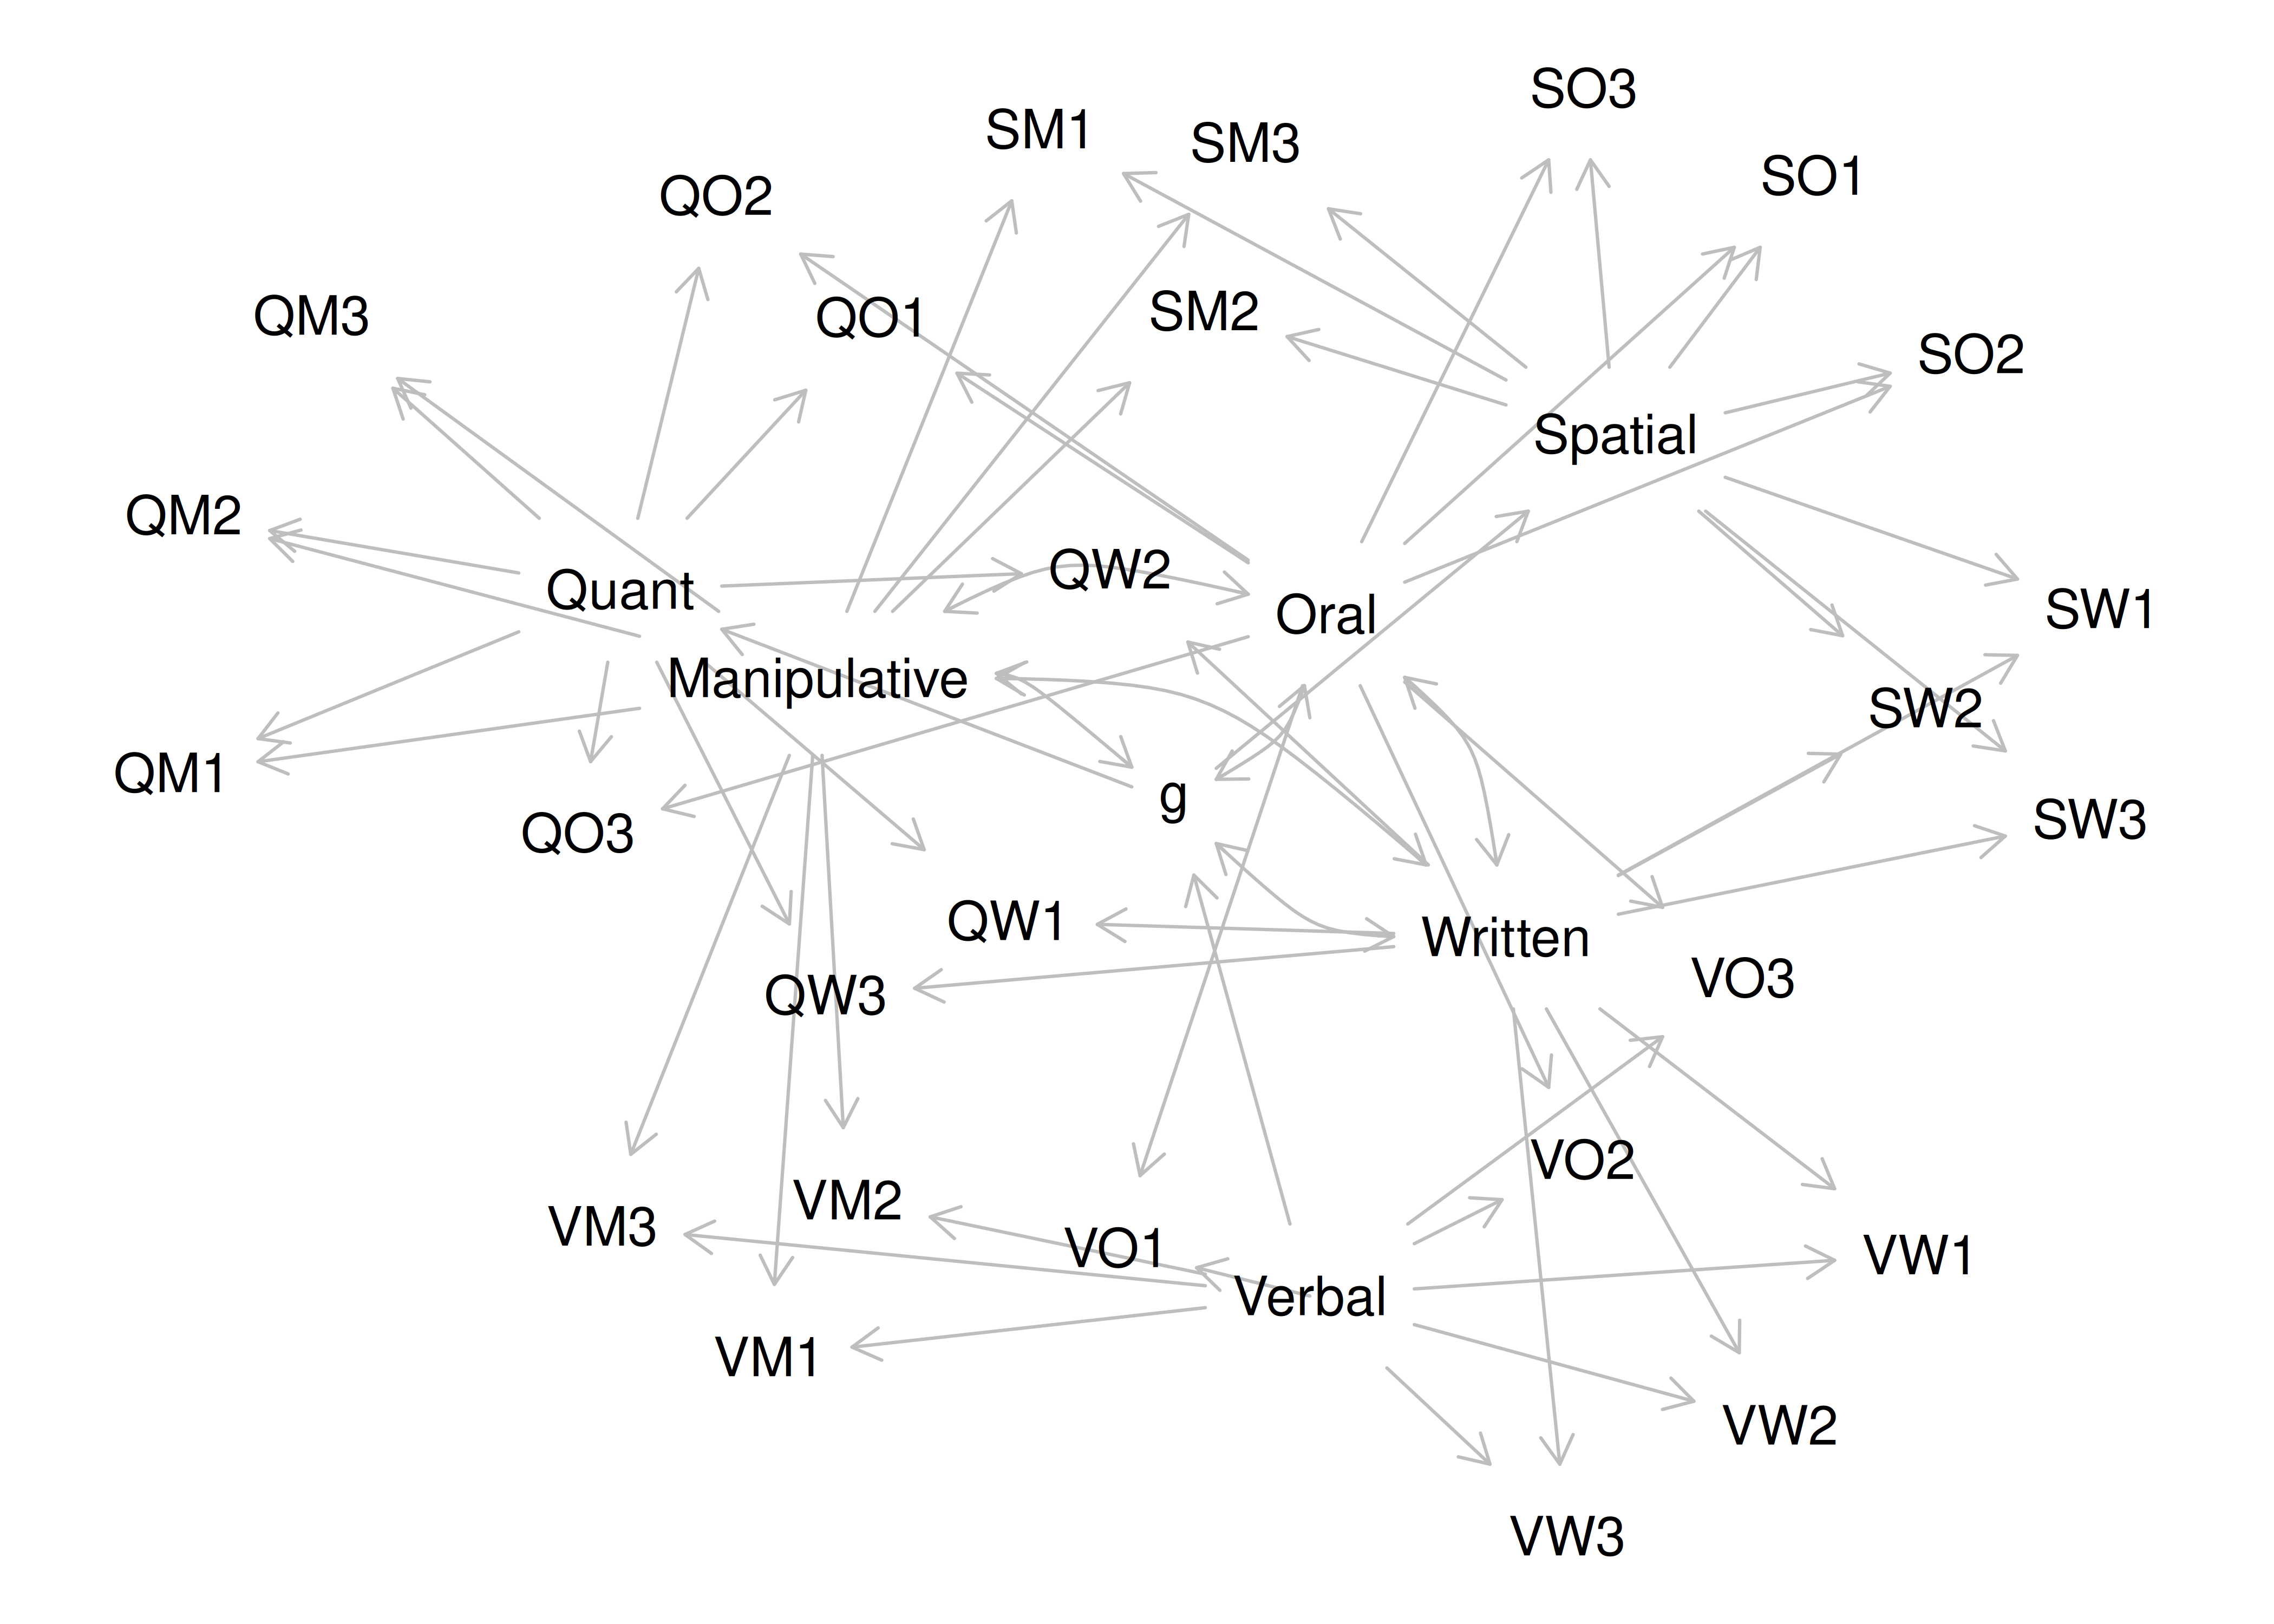 SO3
SM1
SM3
SO1
QO2
QM3
QO1
SM2
SO2
Spatial
QM2
QW2
Quant
Oral
SW1
Manipulative
SW2
QM1
g
SW3
QO3
QW1
Written
VO3
QW3
VO2
VM2
VM3
VO1
VW1
Verbal
VM1
VW2
VW3